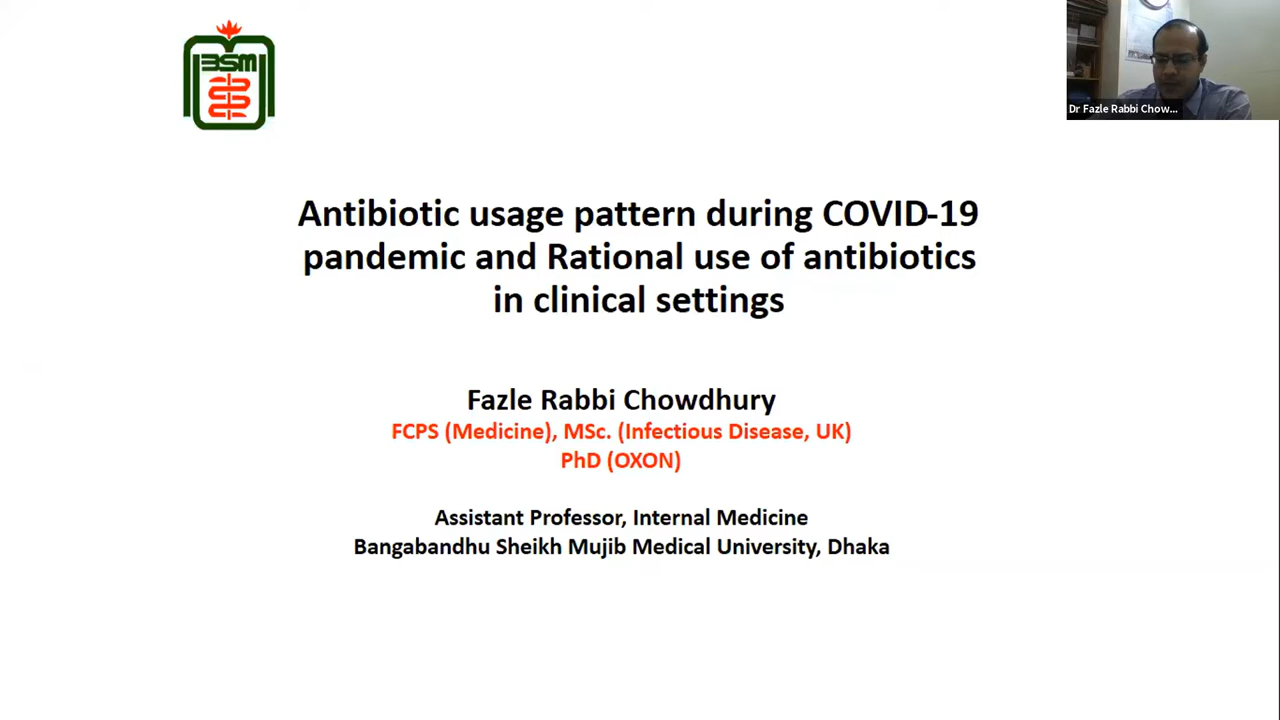 BSM
Dr Fazle Rabbi Chow...
Antibiotic usage pattern during COVID-19
pandemic and Rational use of antibiotics
in clinical settings
Fazle Rabbi Chowdhury
FCPS (Medicine), MSc. (Infectious Disease, UK)
PhD (OXON)
Assistant Professor, Internal Medicine
Bangabandhu Sheikh Mujib Medical University, Dhaka